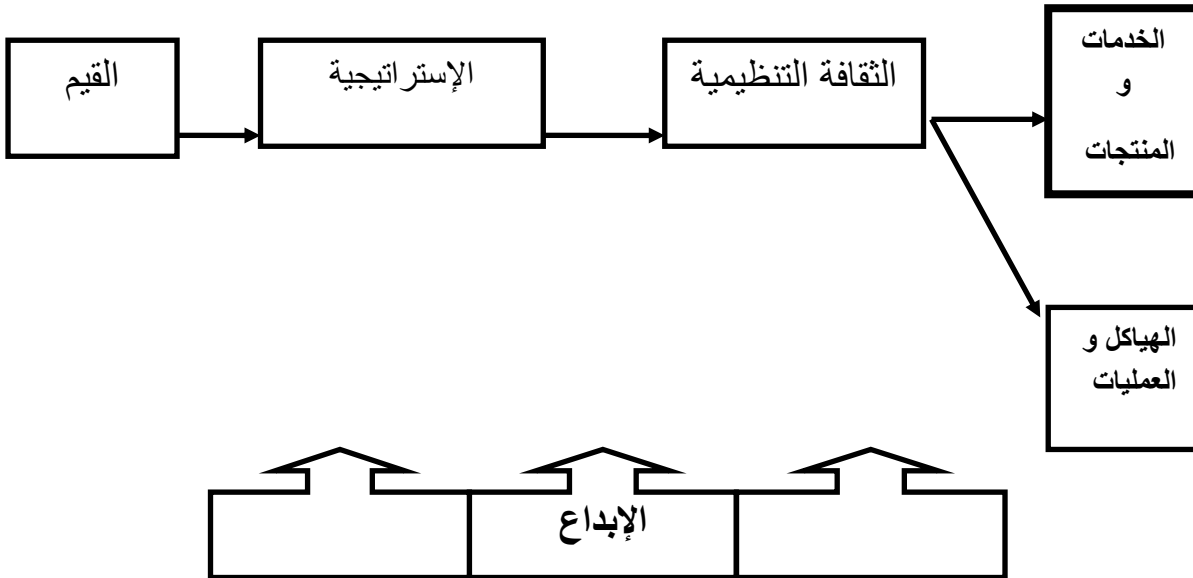 القيم
الإستراتيجية
الثقافة التنظيمية
الخدمات
و
المنتجات
الهياكل و
العمليات
الإبداع